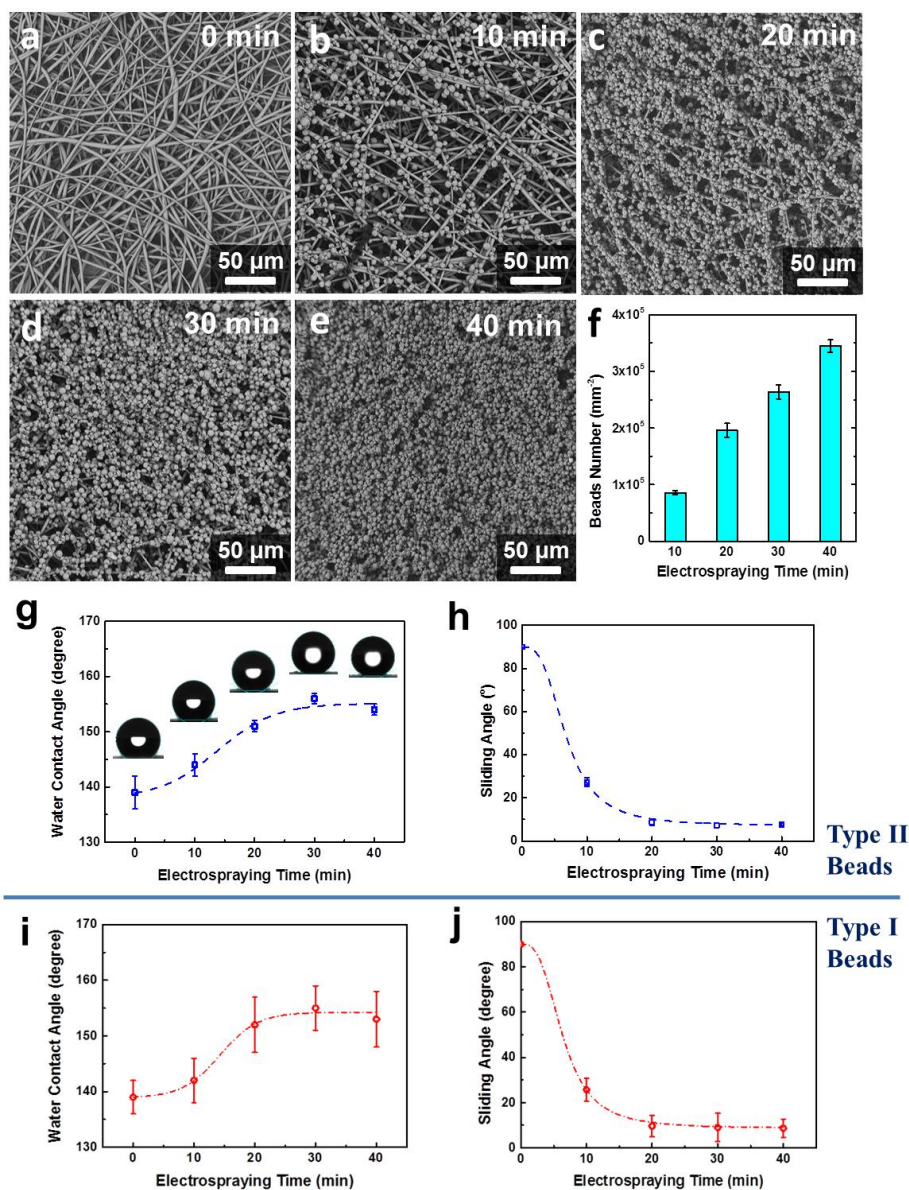 a
0 min
50 µm
b
10 min
50 µm
c
20 min
50 µm
d
30 min
50 µm
e
40 min
50 µm
f
4x10⁵
3x10⁵
2x10⁵
1x10⁵
0
Beads Number (mm⁻²)
10 20 30 40
Electrospraying Time (min)
g
170
160
150
140
130
Water Contact Angle (degree)
0 10 20 30 40
Electrospraying Time (min)
h
100
80
60
40
20
0
Sliding Angle (°)
0 10 20 30 40
Electrospraying Time (min)
Type II
Beads
i
170
160
150
140
130
Water Contact Angle (degree)
0 10 20 30 40
Electrospraying Time (min)
j
100
80
60
40
20
0
Sliding Angle (degree)
0 10 20 30 40
Electrospraying Time (min)
Type I
Beads